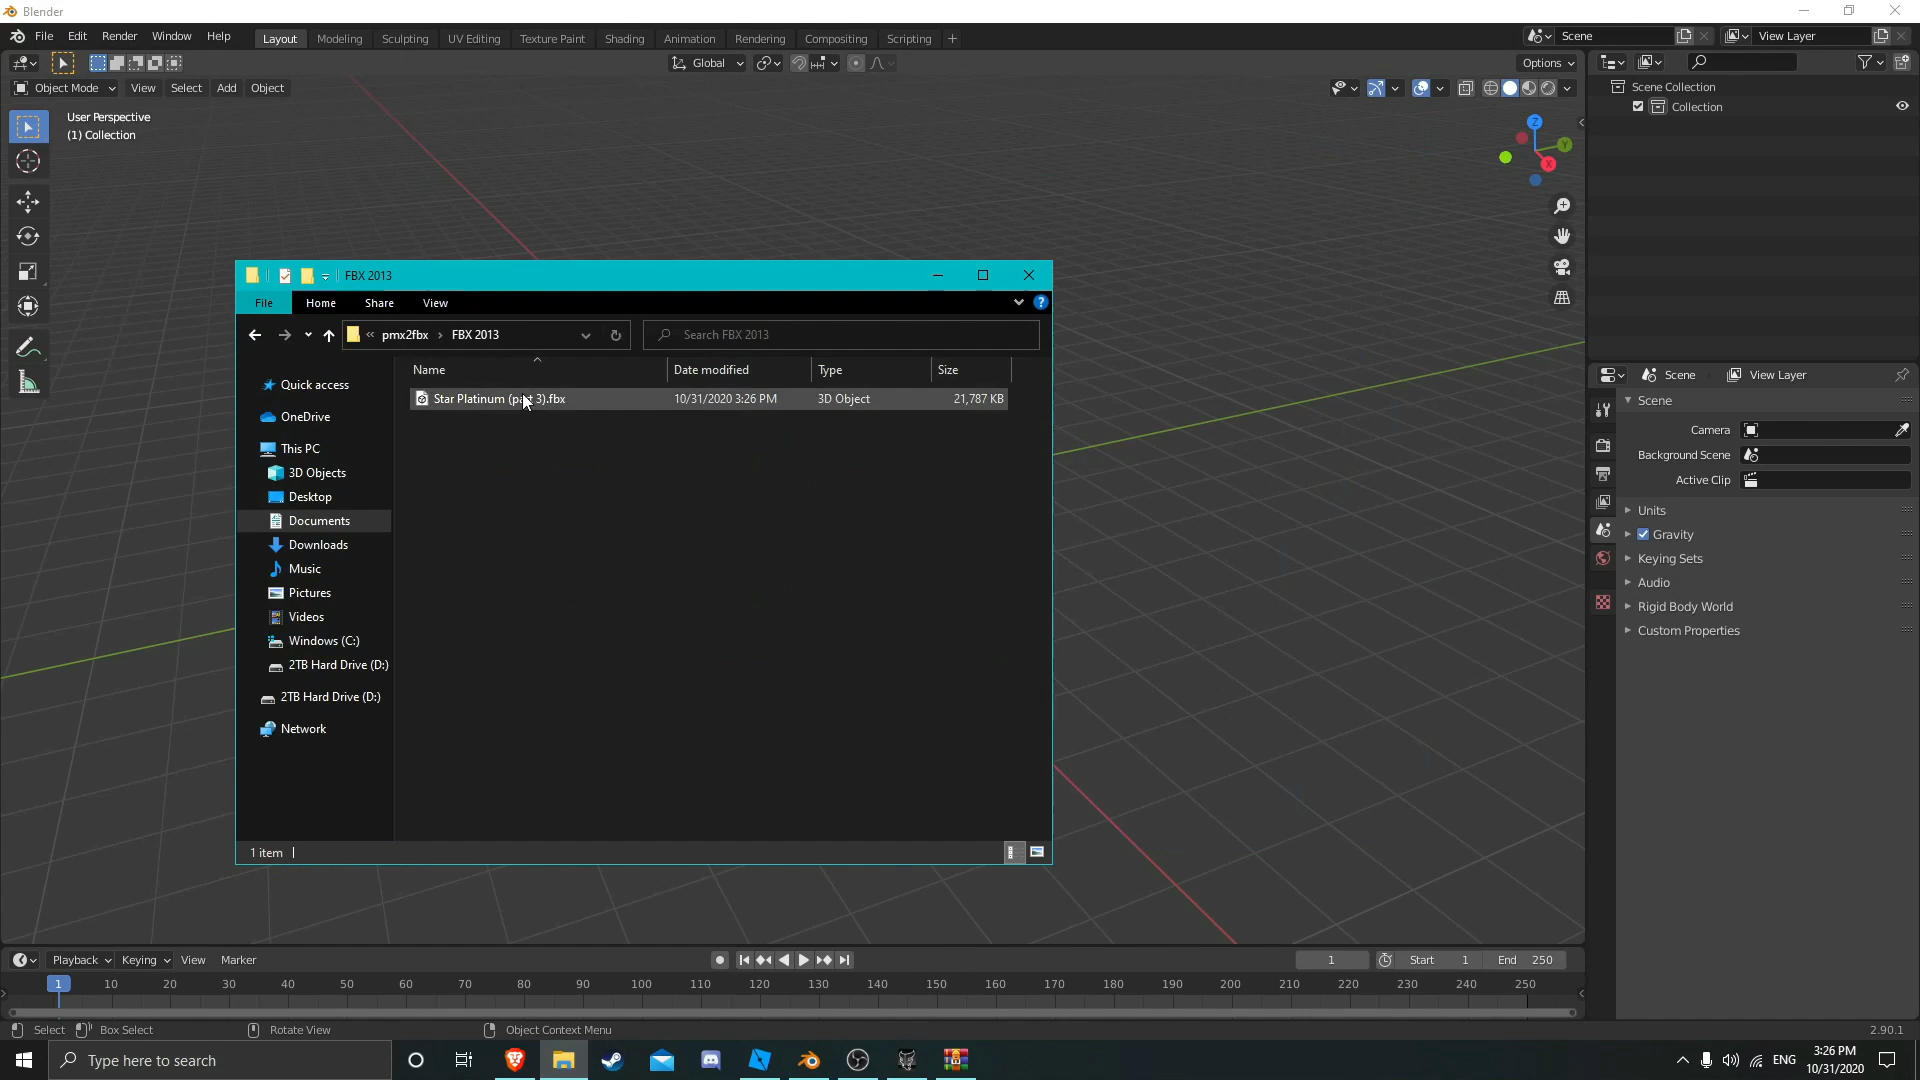 Blender
File Edit Render Window Help
Layout Modeling Sculpting UV Editing Texture Paint Shading Animation Rendering Compositing Scripting +
Scene
View Layer
Global
Options
Object Mode View Select Add Object
User Perspective
(1) Collection
Z
Y
X
Scene Collection
Collection
FBX 2013
File Home Share View
pmx2fbx › FBX 2013
Search FBX 2013
Name Date modified Type Size
Star Platinum (part 3).fbx 10/31/2020 3:26 PM 3D Object 21,787 KB
Quick access
OneDrive
This PC
3D Objects
Desktop
Documents
Downloads
Music
Pictures
Videos
Windows (C:)
2TB Hard Drive (D:)
2TB Hard Drive (D:)
Network
1 item
Scene View Layer
Scene
Camera
Background Scene
Active Clip
Units
Gravity
Keying Sets
Audio
Rigid Body World
Custom Properties
Playback Keying View Marker
1
Start 1 End 250
1 10 20 30 40 50 60 70 80 90 100 110 120 130 140 150 160 170 180 190 200 210 220 230 240 250
Select Box Select Rotate View Object Context Menu
2.90.1
Type here to search
ENG
3:26 PM
10/31/2020